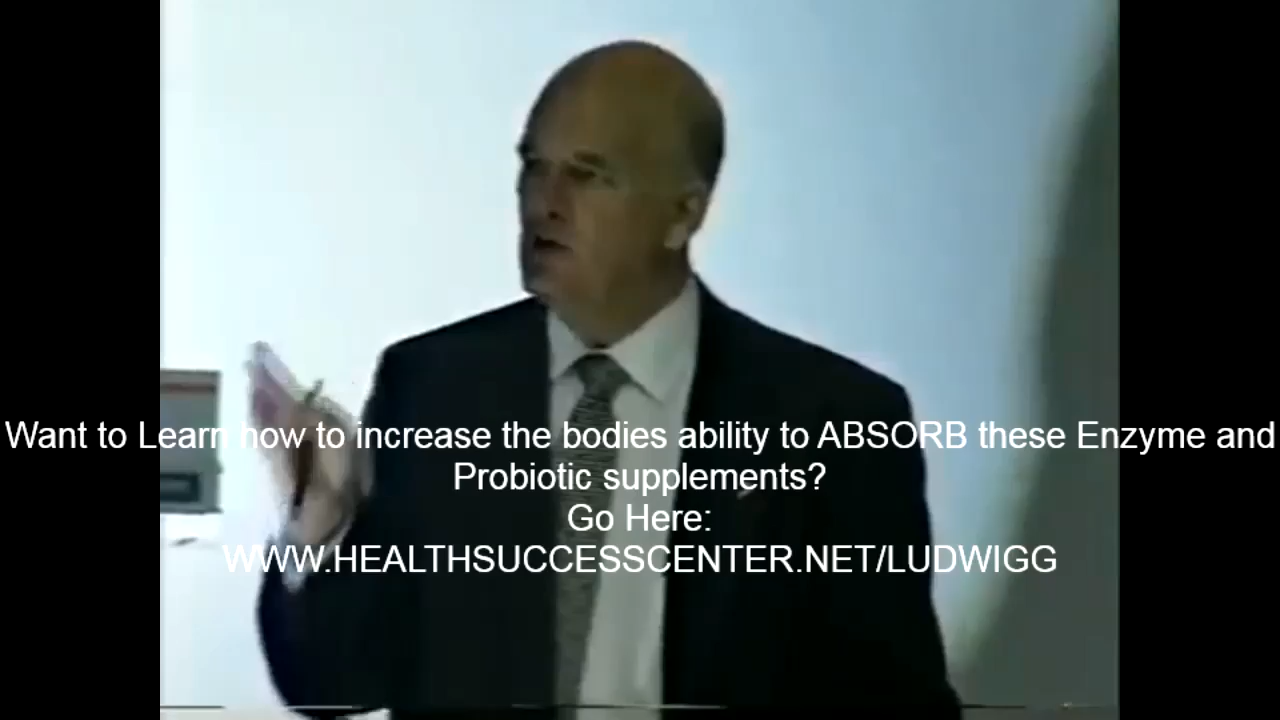 Want to Learn how to increase the bodies ability to ABSORB these Enzyme and
Probiotic supplements?
Go Here:
WWW.HEALTHSUCCESSCENTER.NET/LUDWIGG